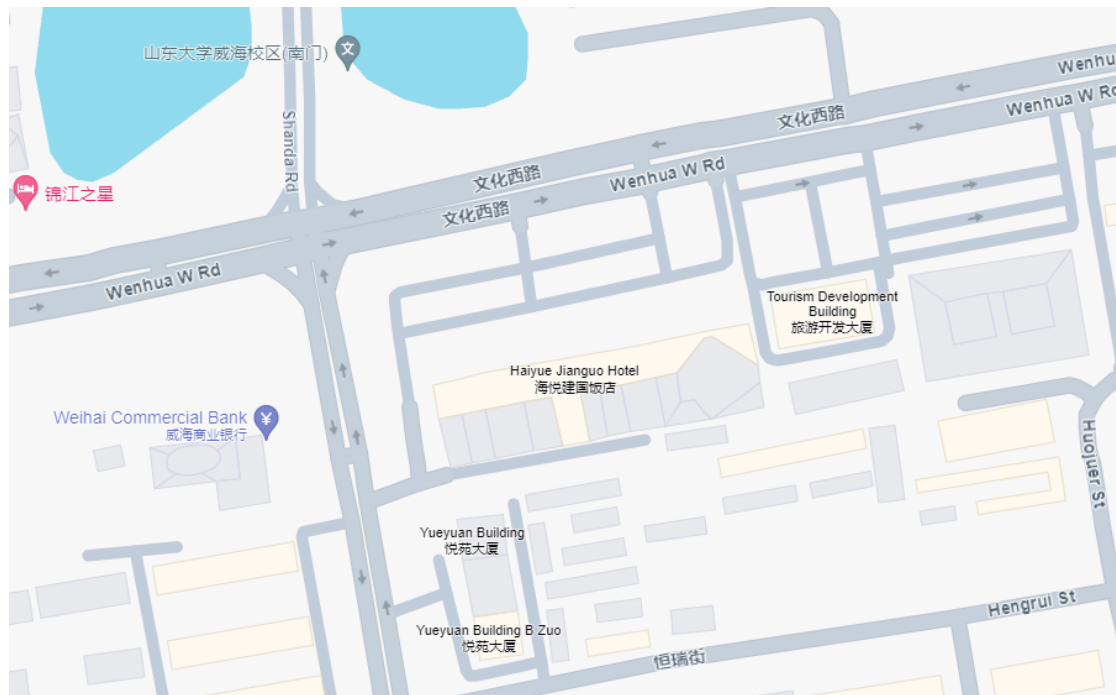 山东大学威海校区(南门)
文
Wenhua
Wenhua W Rd
文化西路
Shanda Rd
文化西路
Wenhua W Rd
锦江之星
文化西路
Wenhua W Rd
Tourism Development
Building
旅游开发大厦
Haiyue Jianguo Hotel
海悦建国饭店
Weihai Commercial Bank
威海商业银行
¥
Huojuer St
Yueyuan Building
悦苑大厦
Hengrui St
Yueyuan Building B Zuo
悦苑大厦
恒瑞街